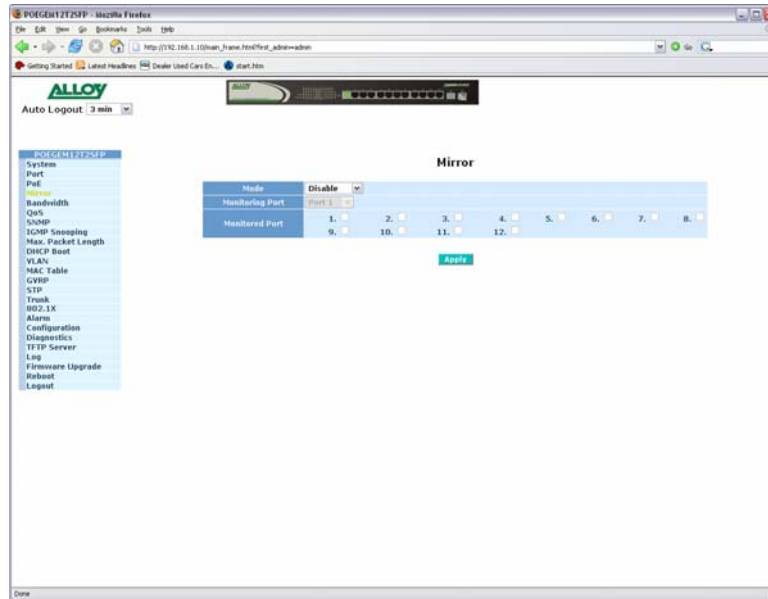 POEGEM12T2SFP - Mozilla Firefox
File Edit View Go Bookmarks Tools Help
http://192.168.1.10/main_frame.html?first_admin=admin
Getting Started Latest Headlines Dealer Used Cars En... start.htm
ALLOY
Auto Logout 3 min
ALLOY
POEGEM12T2SFP
System
Port
PoE
Mirror
Bandwidth
QoS
SNMP
IGMP Snooping
Max. Packet Length
DHCP Boot
VLAN
MAC Table
GVRP
STP
Trunk
802.1X
Alarm
Configuration
Diagnostics
TFTP Server
Log
Firmware Upgrade
Reboot
Logout
Mirror
Mode Disable
Monitoring Port Port 1
Monitored Port
1. 2. 3. 4. 5. 6. 7. 8.
9. 10. 11. 12.
Apply
Done